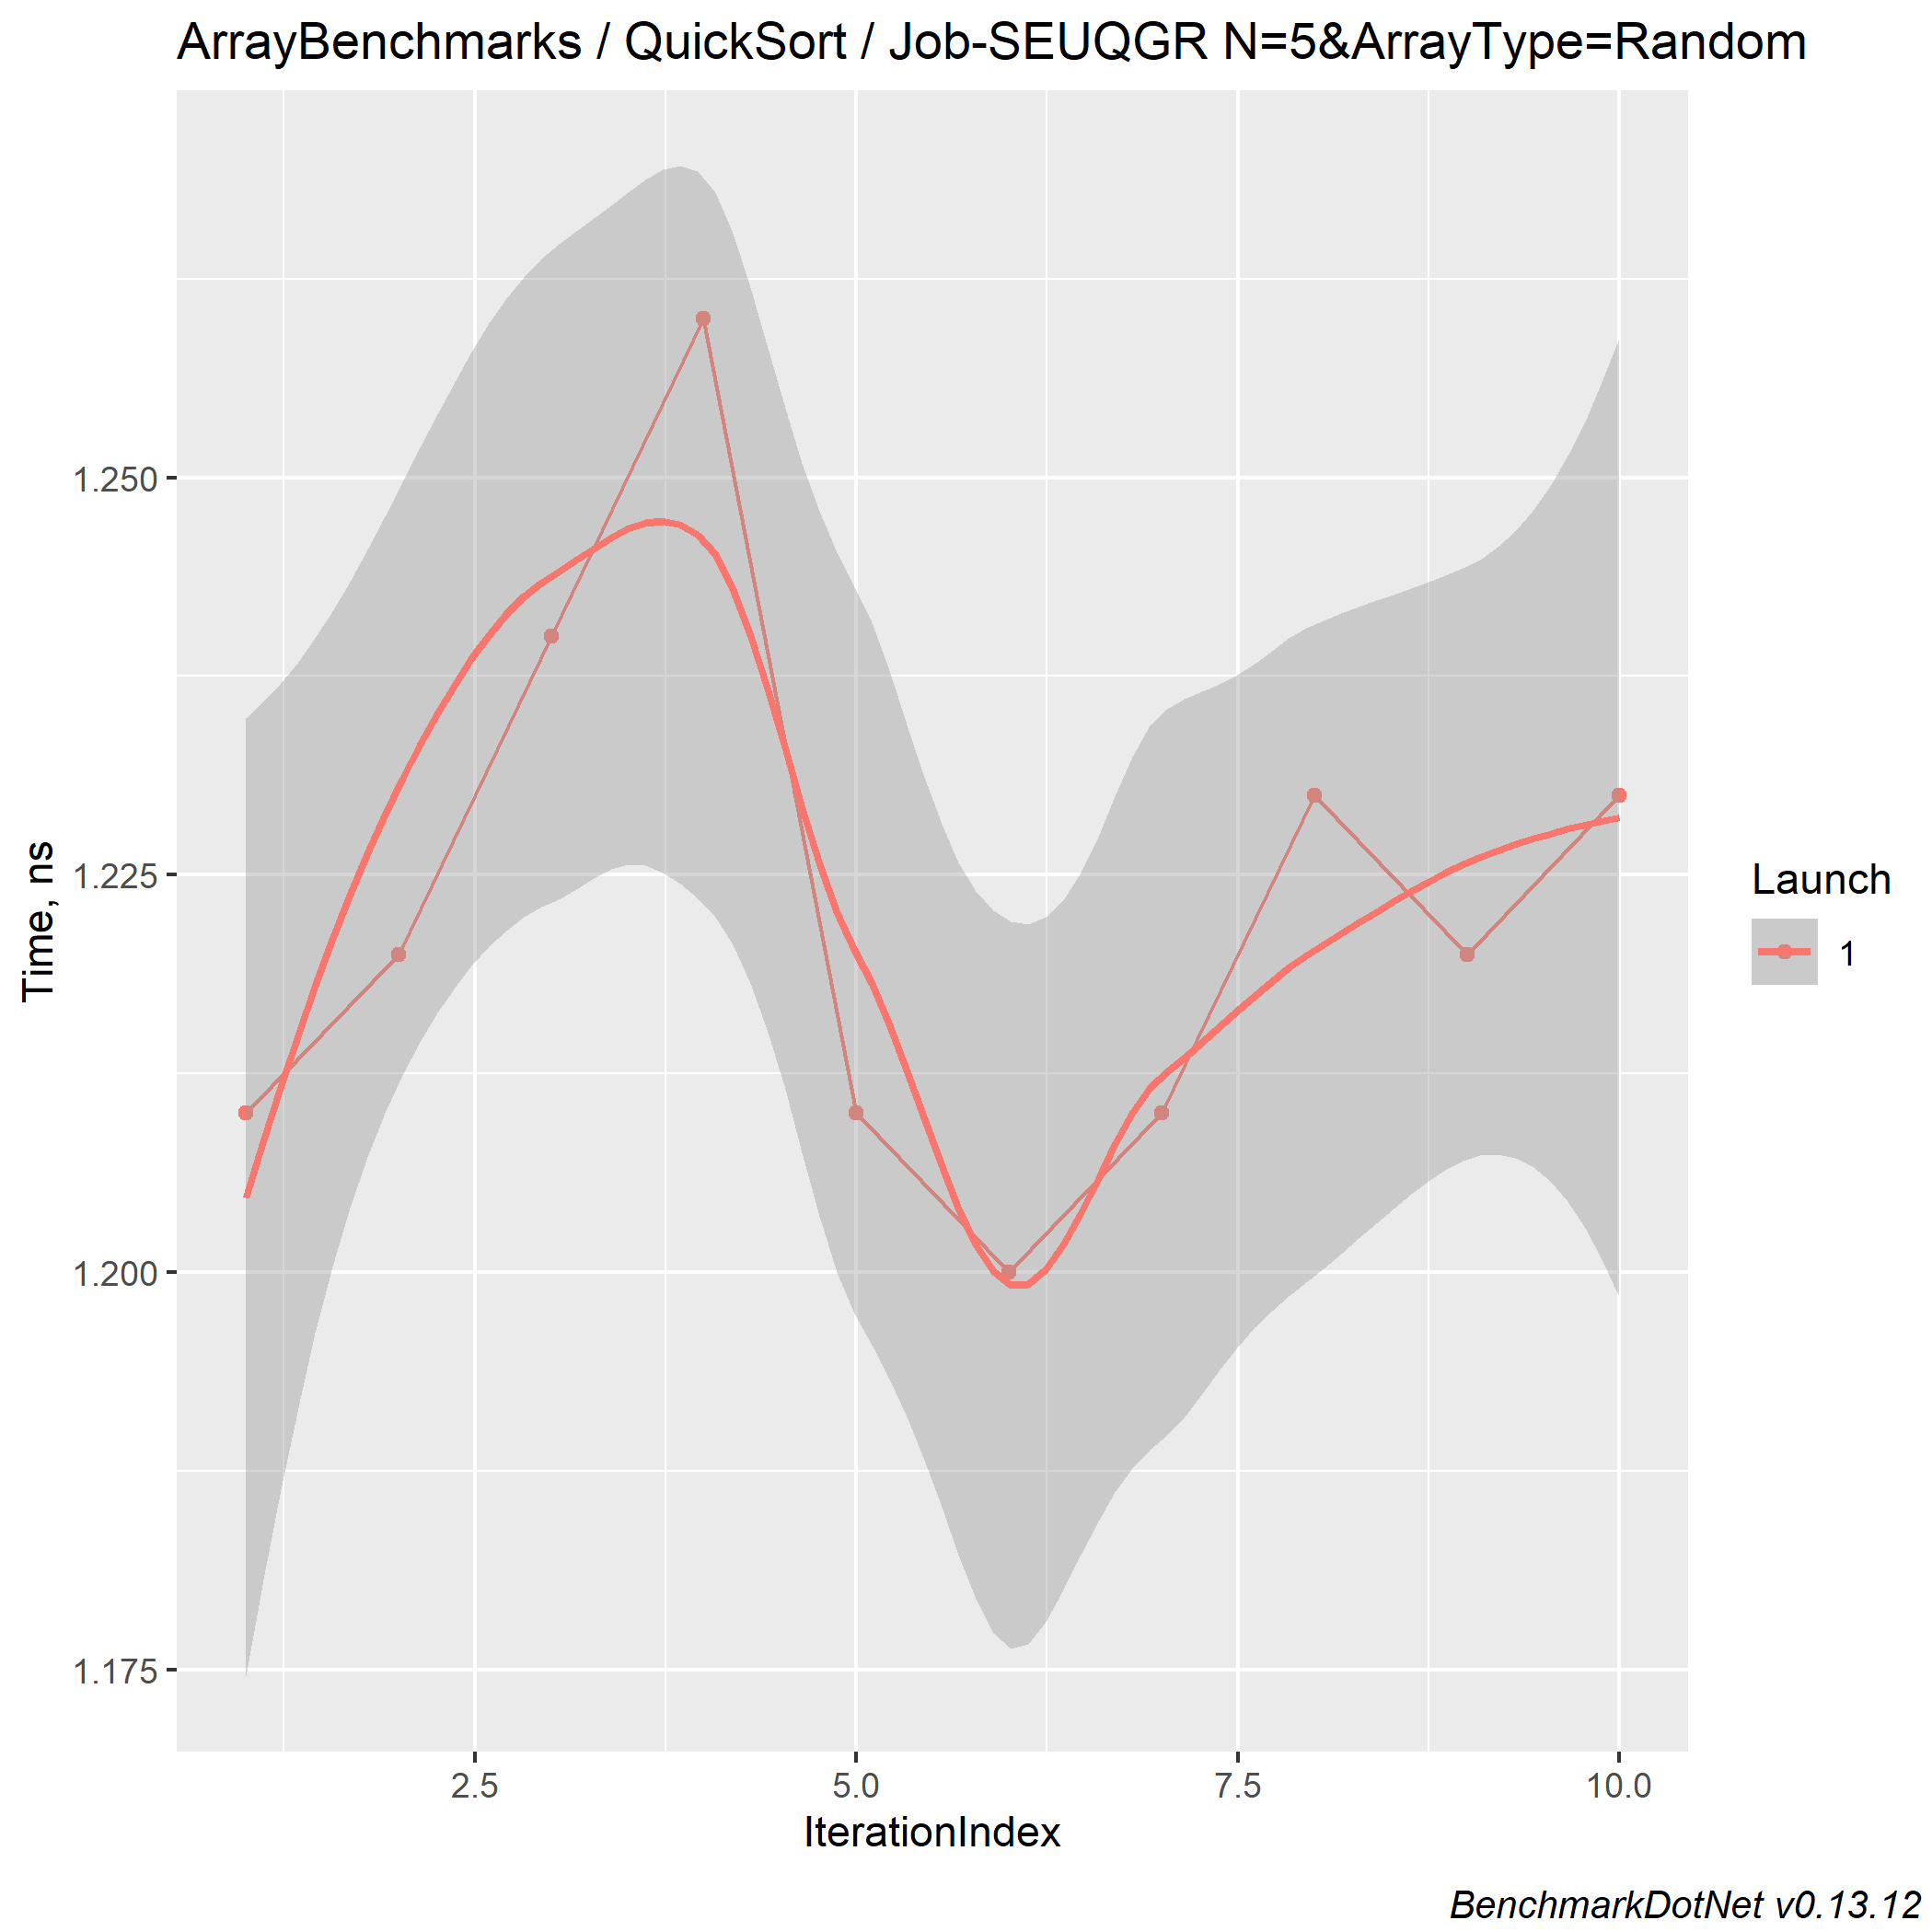 ArrayBenchmarks / QuickSort / Job-SEUQGR N=5&ArrayType=Random
Time, ns
1.250
1.225
1.200
1.175
2.5 5.0 7.5 10.0
IterationIndex
Launch
1
BenchmarkDotNet v0.13.12